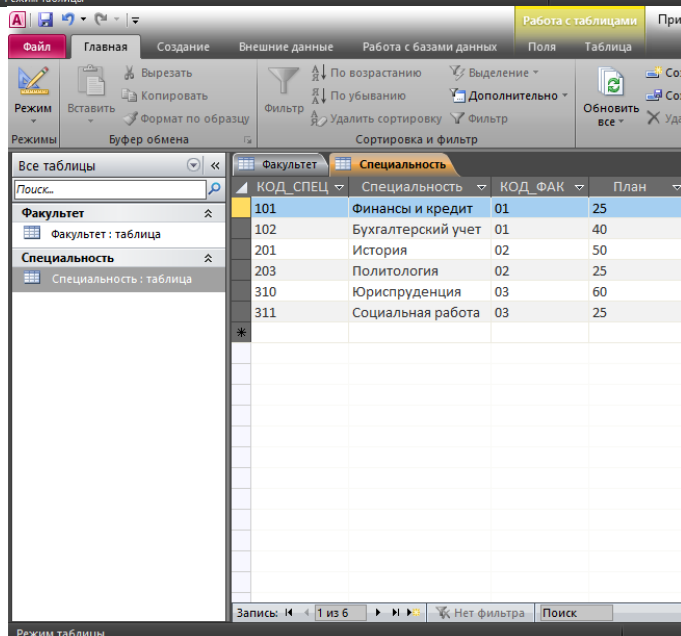 Режим таблицы
A
Работа с таблицами При
Файл Главная Создание Внешние данные Работа с базами данных Поля Таблица
Режим
Режимы
Вставить
Вырезать
Копировать
Формат по образцу
Буфер обмена
Фильтр
По возрастанию
По убыванию
Удалить сортировку
Выделение
Дополнительно
Фильтр
Сортировка и фильтр
Обновить
все
Со
Со
Уда
Все таблицы
Поиск...
Факультет
Факультет : таблица
Специальность
Специальность : таблица
Факультет Специальность
КОД_СПЕЦ Специальность КОД_ФАК План
101 Финансы и кредит 01 25
102 Бухгалтерский учет 01 40
201 История 02 50
203 Политология 02 25
310 Юриспруденция 03 60
311 Социальная работа 03 25
Запись: 1 из 6 Нет фильтра Поиск
Режим таблицы